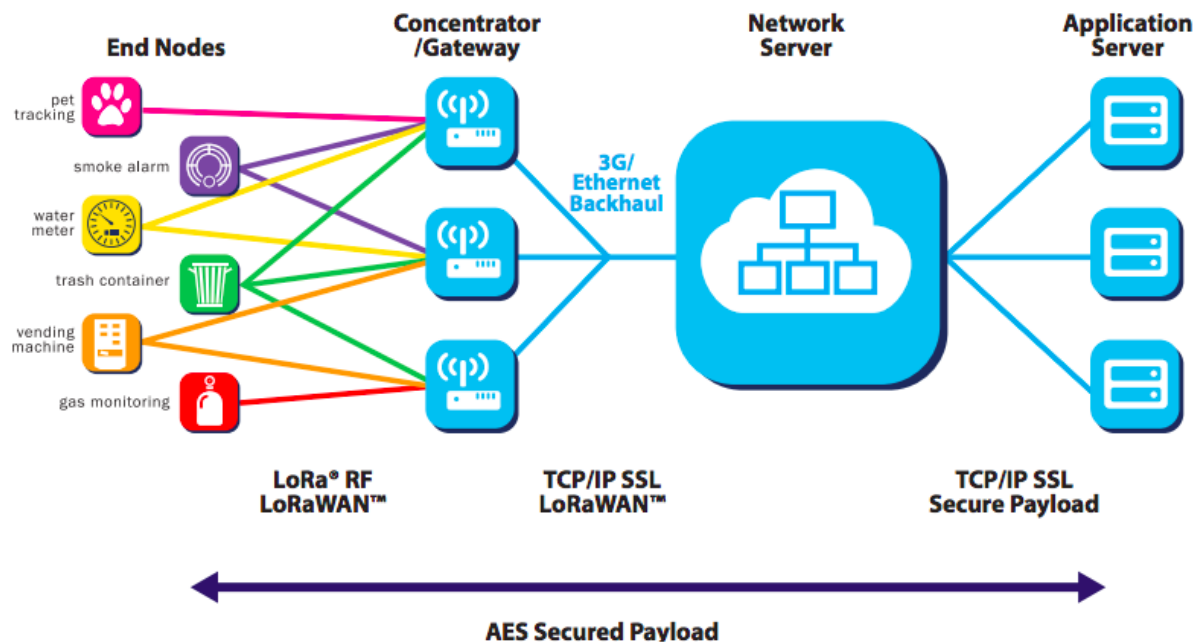 End Nodes
Concentrator
/Gateway
Network
Server
Application
Server
pet
tracking
smoke alarm
water
meter
trash container
vending
machine
gas monitoring
3G/
Ethernet
Backhaul
LoRa® RF
LoRaWAN™
TCP/IP SSL
LoRaWAN™
TCP/IP SSL
Secure Payload
AES Secured Payload